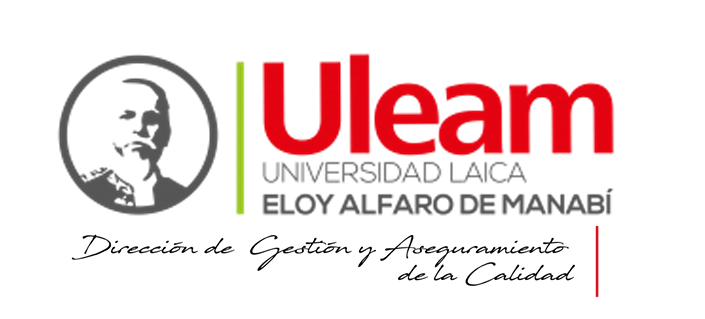 Uleam
UNIVERSIDAD LAICA
ELOY ALFARO DE MANABÍ
Dirección de Gestión y Aseguramiento
de la Calidad